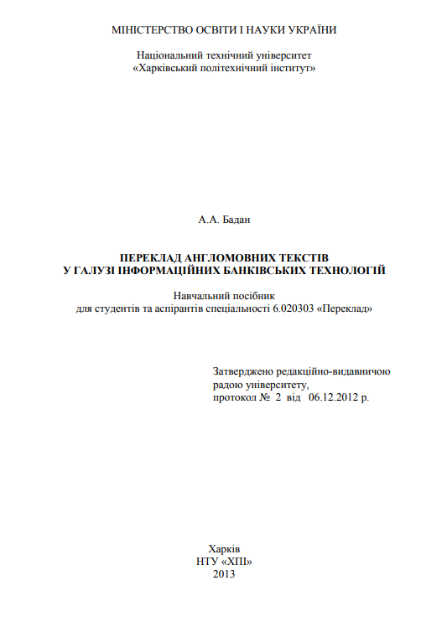 МІНІСТЕРСТВО ОСВІТИ І НАУКИ УКРАЇНИ
Національний технічний університет
«Харківський політехнічний інститут»
А.А. Бадан
ПЕРЕКЛАД АНГЛОМОВНИХ ТЕКСТІВ
У ГАЛУЗІ ІНФОРМАЦІЙНИХ БАНКІВСЬКИХ ТЕХНОЛОГІЙ
Навчальний посібник
для студентів та аспірантів спеціальності 6.020303 «Переклад»
Затверджено редакційно-видавничою
радою університету,
протокол № 2 від 06.12.2012 р.
Харків
НТУ «ХПІ»
2013